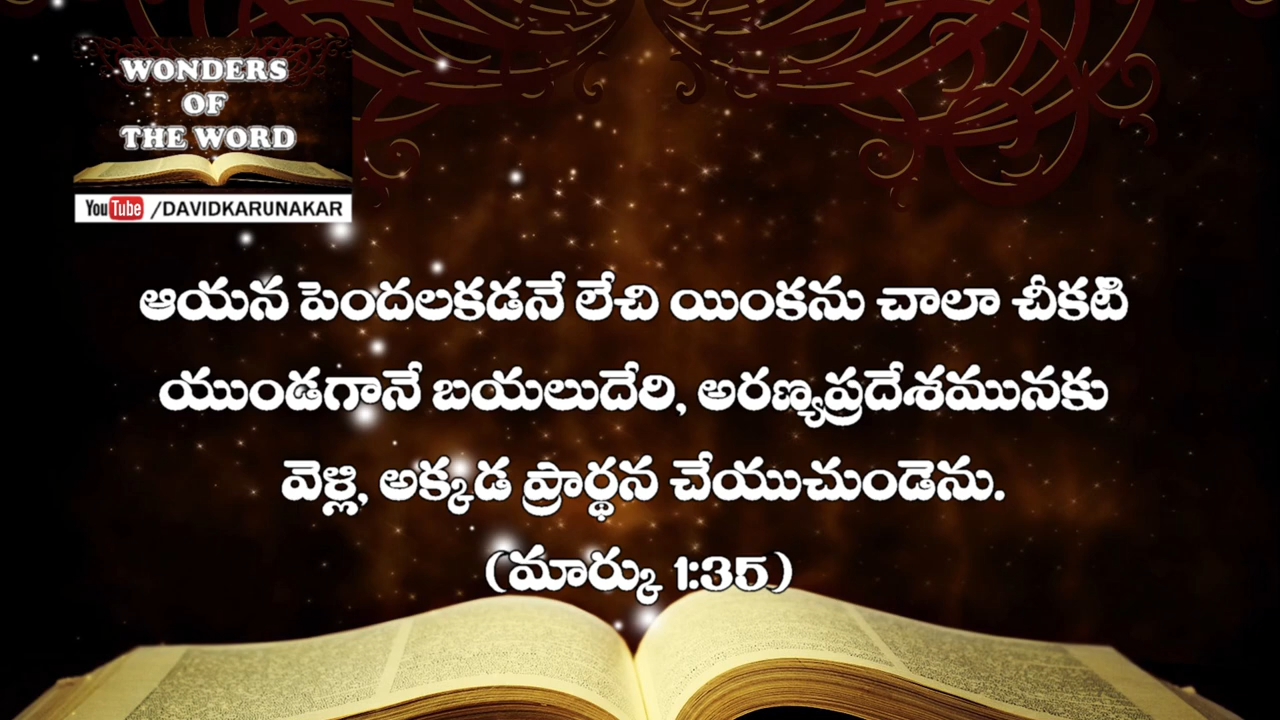 WONDERS
OF
THE WORD
YouTube /DAVIDKARUNAKAR
ఆయన పెందలకడనే లేచి యింకను చాలా చీకటి
యుండగానే బయలుదేరి, అరణ్యప్రదేశమునకు
వెళ్లి, అక్కడ ప్రార్థన చేయుచుండెను.
(మార్కు 1:35)